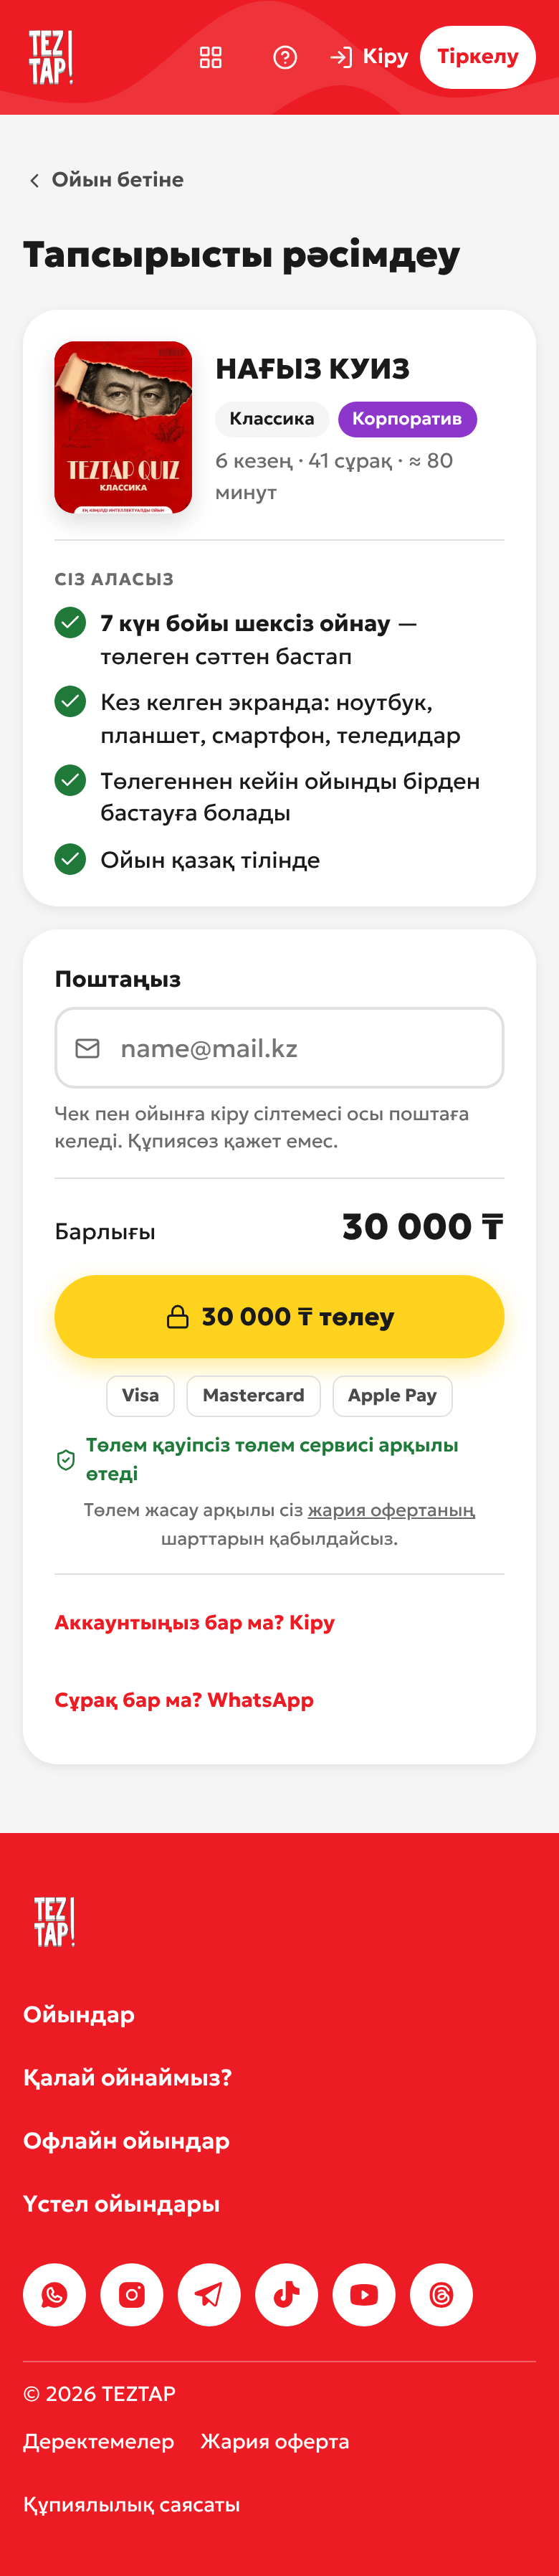 TEZ
TAP!
Кіру
Тіркелу
Ойын бетіне
Тапсырысты рәсімдеу
TEZTAP QUIZ
КЛАССИКА
НАҒЫЗ КУИЗ
Классика
Корпоратив
6 кезең · 41 сұрақ · ≈ 80
минут
СІЗ АЛАСЫЗ
7 күн бойы шексіз ойнау —
төлеген сәттен бастап
Кез келген экранда: ноутбук,
планшет, смартфон, теледидар
Төлегеннен кейін ойынды бірден
бастауға болады
Ойын қазақ тілінде
Поштаңыз
name@mail.kz
Чек пен ойынға кіру сілтемесі осы поштаға
келеді. Құпиясөз қажет емес.
Барлығы
30 000 ₸
30 000 ₸ төлеу
Visa
Mastercard
Apple Pay
Төлем қауіпсіз төлем сервисі арқылы
өтеді
Төлем жасау арқылы сіз жария офертаның
шарттарын қабылдайсыз.
Аккаунтыңыз бар ма? Кіру
Сұрақ бар ма? WhatsApp
TEZ
TAP!
Ойындар
Қалай ойнаймыз?
Офлайн ойындар
Үстел ойындары
© 2026 TEZTAP
Деректемелер
Жария оферта
Құпиялылық саясаты